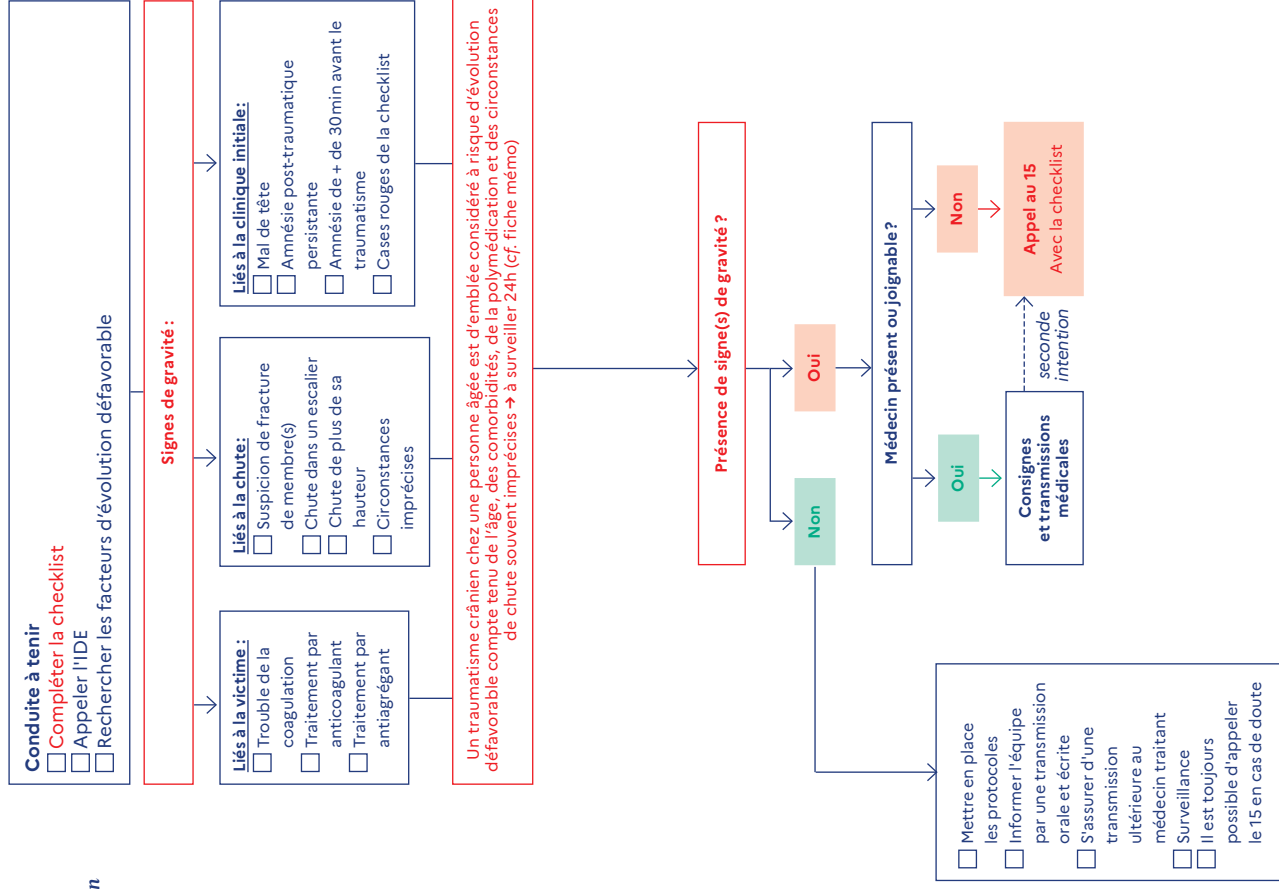 n
Conduite à tenir
Compléter la checklist
Appeler l'IDE
Rechercher les facteurs d'évolution défavorable
Signes de gravité :
Liés à la victime :
Trouble de la
coagulation
Traitement par
anticoagulant
Traitement par
antiagrégant
Liés à la chute:
Suspicion de fracture
de membre(s)
Chute dans un escalier
Chute de plus de sa
hauteur
Circonstances
imprécises
Liés à la clinique initiale:
Mal de tête
Amnésie post-traumatique
persistante
Amnésie de + de 30min avant le
traumatisme
Cases rouges de la checklist
Un traumatisme crânien chez une personne âgée est d'emblée considéré à risque d'évolution
défavorable compte tenu de l'âge, des comorbidités, de la polymédication et des circonstances
de chute souvent imprécises → à surveiller 24h (cf. fiche mémo)
Présence de signe(s) de gravité ?
Non
Oui
Mettre en place
les protocoles
Informer l'équipe
par une transmission
orale et écrite
S'assurer d'une
transmission
ultérieure au
médecin traitant
Surveillance
Il est toujours
possible d'appeler
le 15 en cas de doute
Médecin présent ou joignable?
Oui
Non
Consignes
et transmissions
médicales
seconde
intention
Appel au 15
Avec la checklist